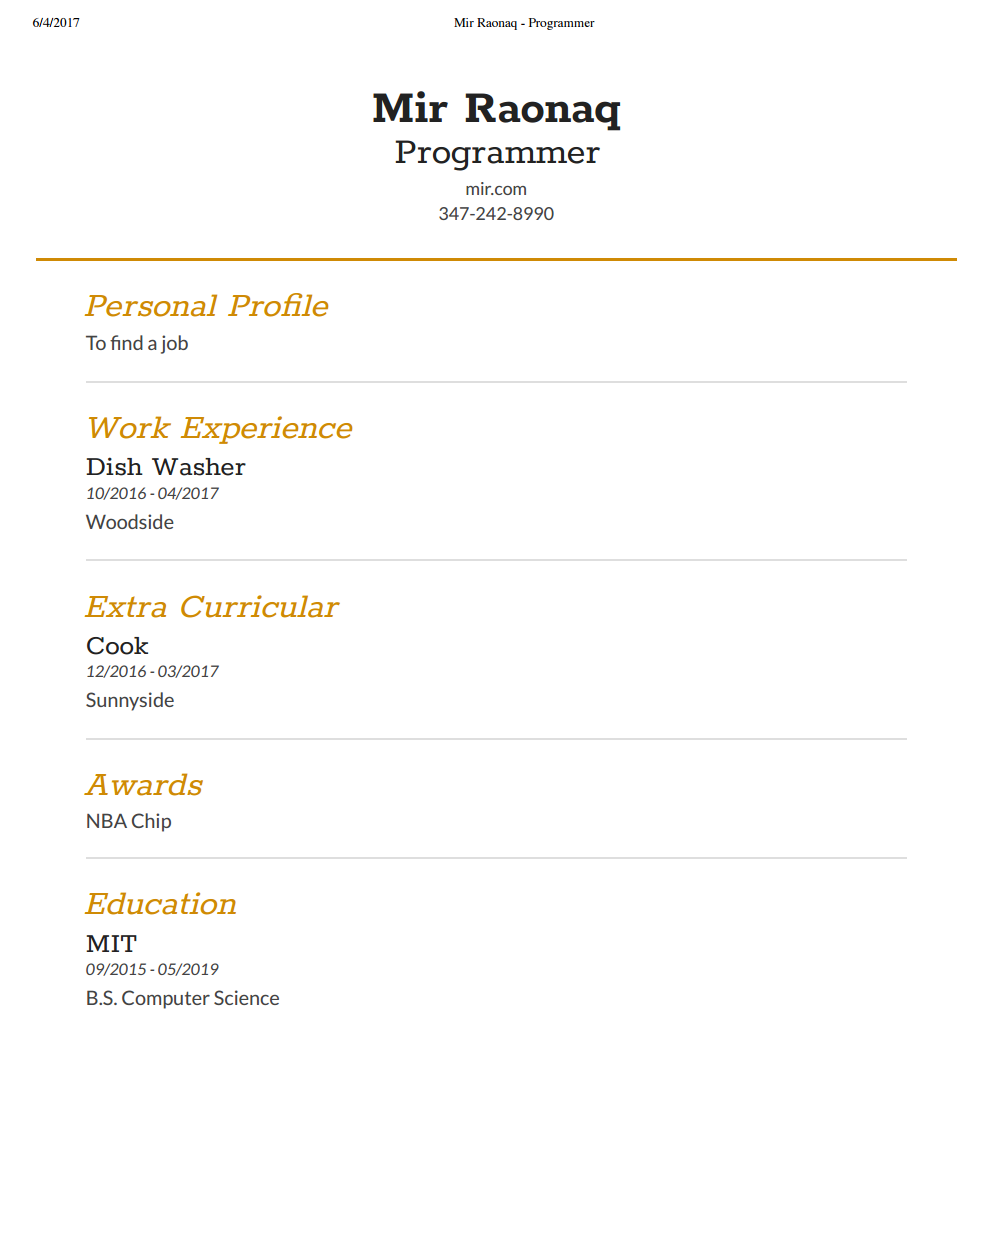 6/4/2017 Mir Raonaq - Programmer
Mir Raonaq
Programmer
mir.com
347-242-8990
Personal Profile
To find a job
Work Experience
Dish Washer
10/2016 - 04/2017
Woodside
Extra Curricular
Cook
12/2016 - 03/2017
Sunnyside
Awards
NBA Chip
Education
MIT
09/2015 - 05/2019
B.S. Computer Science